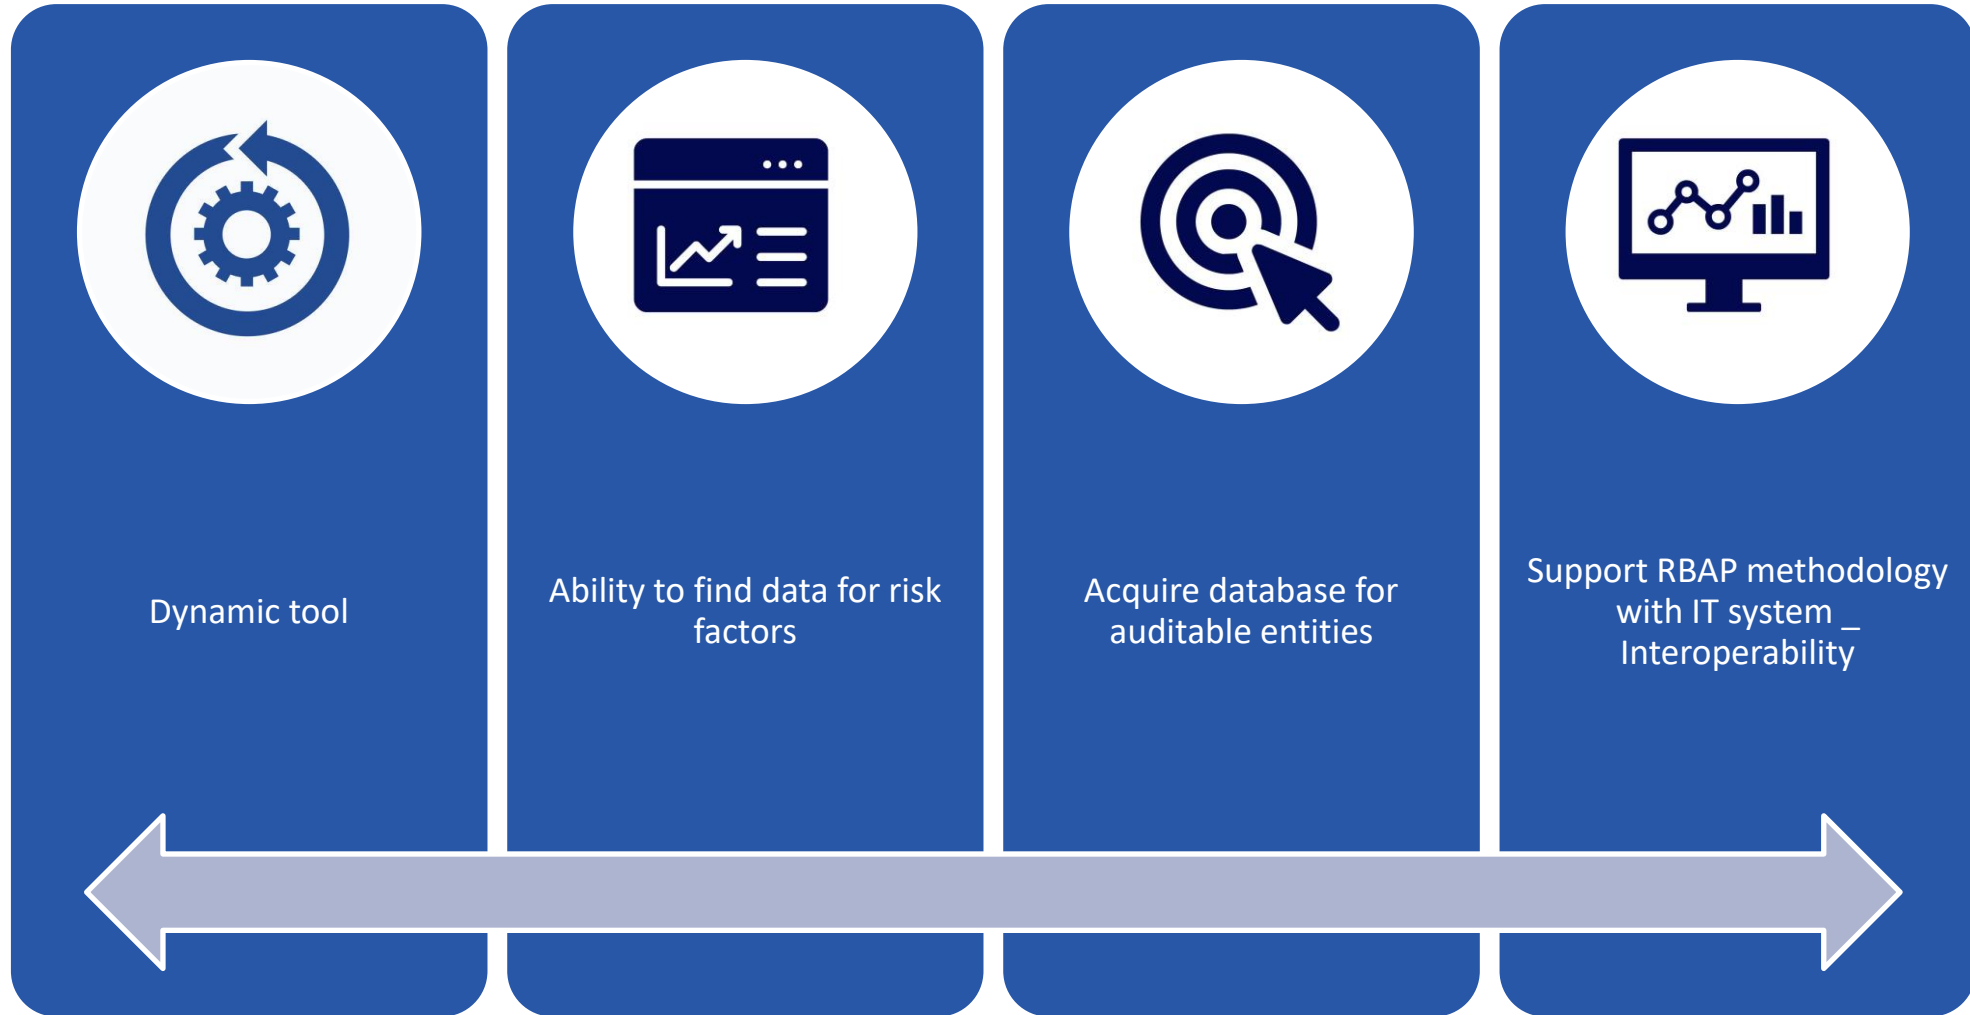 Dynamic tool
Ability to find data for risk
factors
Acquire database for
auditable entities
Support RBAP methodology
with IT system _
Interoperability